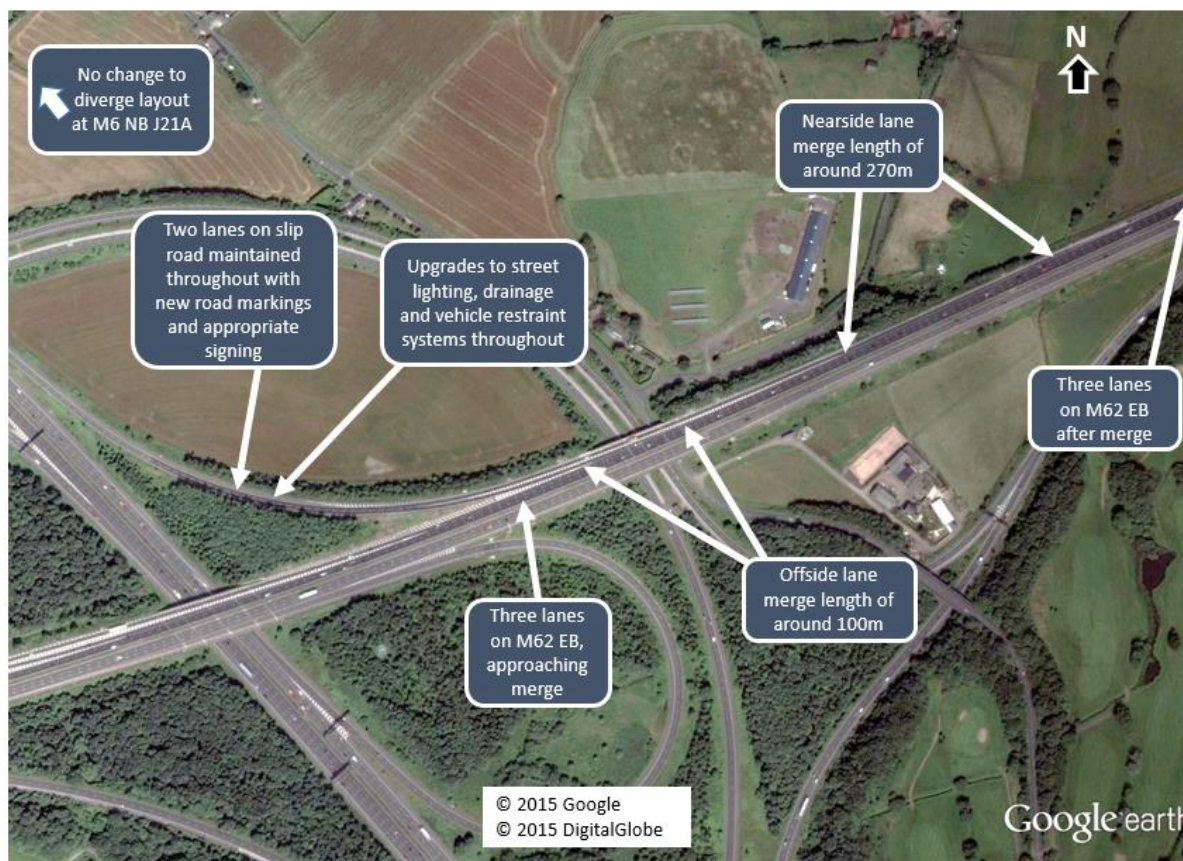 No change to
diverge layout
at M6 NB J21A
N
Nearside lane
merge length of
around 270m
Two lanes on slip
road maintained
throughout with
new road markings
and appropriate
signing
Upgrades to street
lighting, drainage
and vehicle restraint
systems throughout
Three lanes
on M62 EB
after merge
Offside lane
merge length of
around 100m
Three lanes
on M62 EB,
approaching
merge
© 2015 Google
© 2015 DigitalGlobe
Google earth